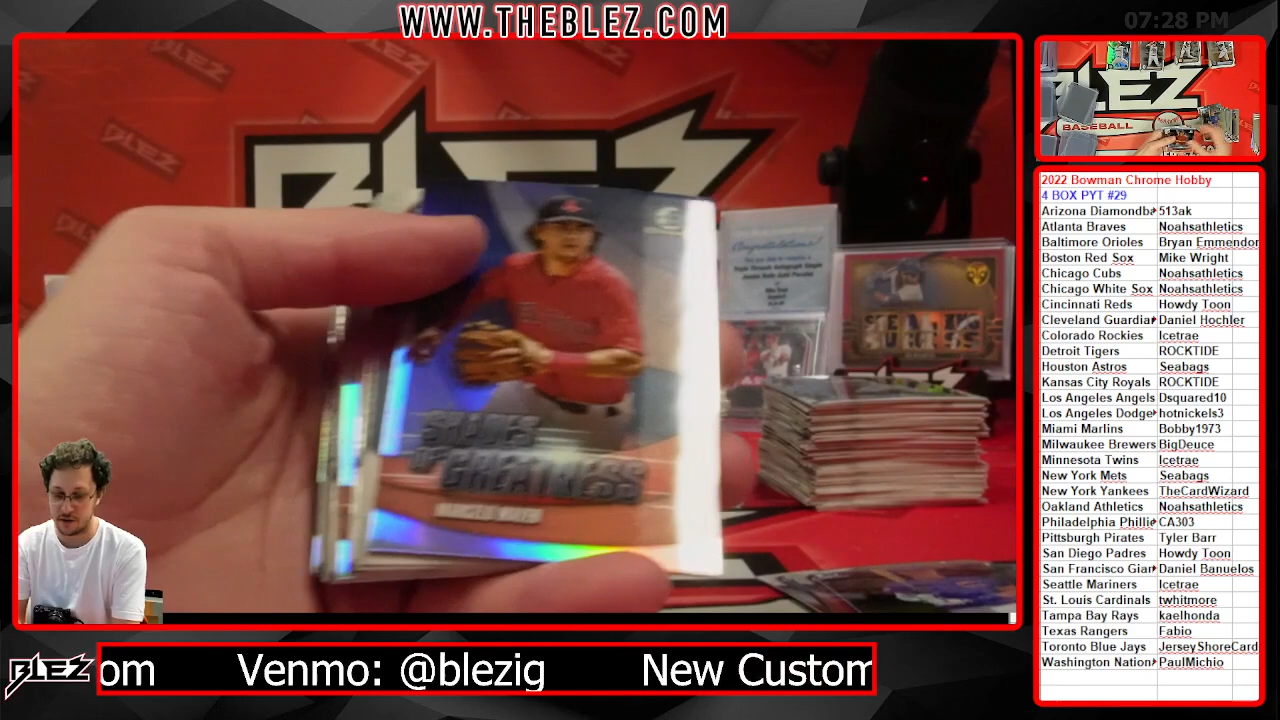 WWW.THEBLEZ.COM
07:28 PM
BLEZ
BLEZ
BASEBALL
Congratulations!
2022 Bowman Chrome Hobby
4 BOX PYT #29
Arizona Diamondba 513ak
Atlanta Braves Noahsathletics
Baltimore Orioles Bryan Emmendor
Boston Red Sox Mike Wright
Chicago Cubs Noahsathletics
Chicago White Sox Noahsathletics
Cincinnati Reds Howdy Toon
Cleveland Guardian Daniel Hochler
Colorado Rockies Icetrae
Detroit Tigers ROCKTIDE
Houston Astros Seabags
Kansas City Royals ROCKTIDE
Los Angeles Angels Dsquared10
Los Angeles Dodge hotnickels3
Miami Marlins Bobby1973
Milwaukee Brewers BigDeuce
Minnesota Twins Icetrae
New York Mets Seabags
New York Yankees TheCardWizard
Oakland Athletics Noahsathletics
Philadelphia Phillie CA303
Pittsburgh Pirates Tyler Barr
San Diego Padres Howdy Toon
San Francisco Gian Daniel Banuelos
Seattle Mariners Icetrae
St. Louis Cardinals twhitmore
Tampa Bay Rays kaelhonda
Texas Rangers Fabio
Toronto Blue Jays JerseyShoreCard
Washington Nation PaulMichio
BLEZ
om Venmo: @blezig New Custom